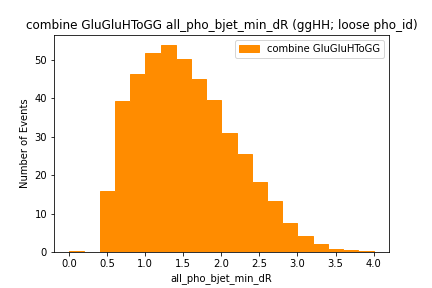 combine GluGluHToGG all_pho_bjet_min_dR (ggHH; loose pho_id)
combine GluGluHToGG
Number of Events
50
40
30
20
10
0
0.0 0.5 1.0 1.5 2.0 2.5 3.0 3.5 4.0
all_pho_bjet_min_dR